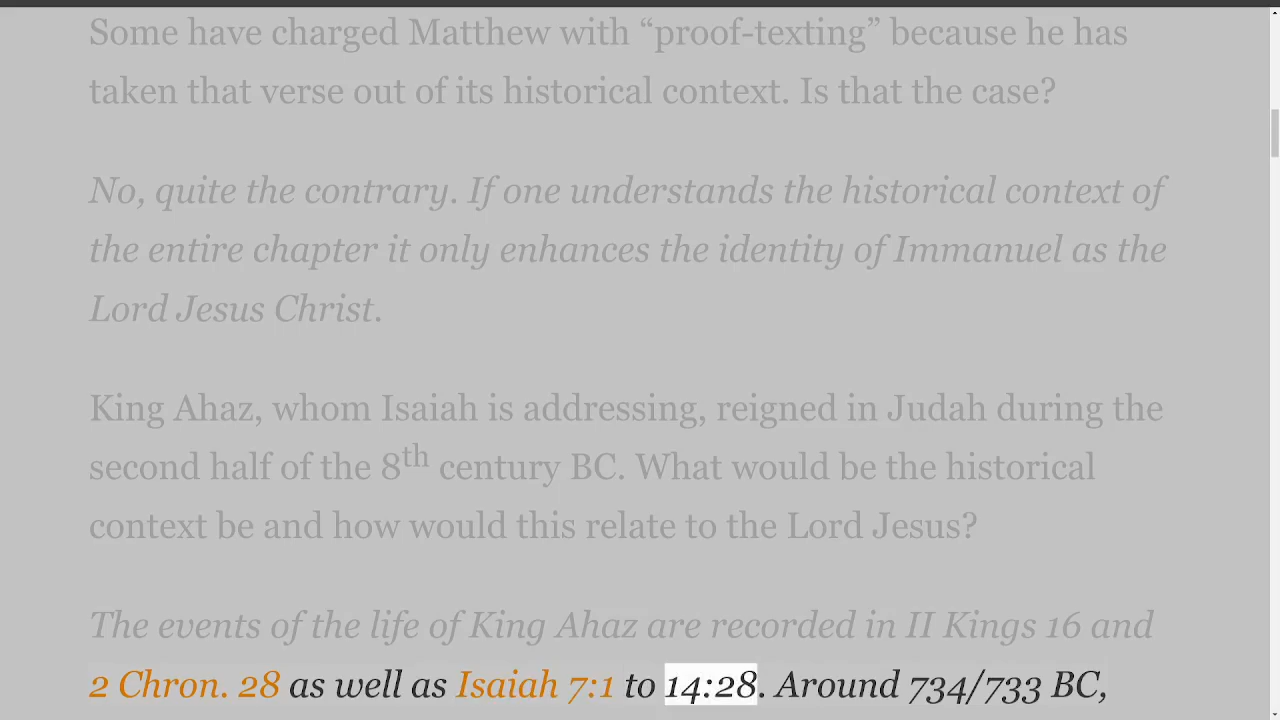 Some have charged Matthew with “proof-texting” because he has
taken that verse out of its historical context. Is that the case?
No, quite the contrary. If one understands the historical context of
the entire chapter it only enhances the identity of Immanuel as the
Lord Jesus Christ.
King Ahaz, whom Isaiah is addressing, reigned in Judah during the
second half of the 8th century BC. What would be the historical
context be and how would this relate to the Lord Jesus?
The events of the life of King Ahaz are recorded in II Kings 16 and
2 Chron. 28 as well as Isaiah 7:1 to 14:28. Around 734/733 BC,